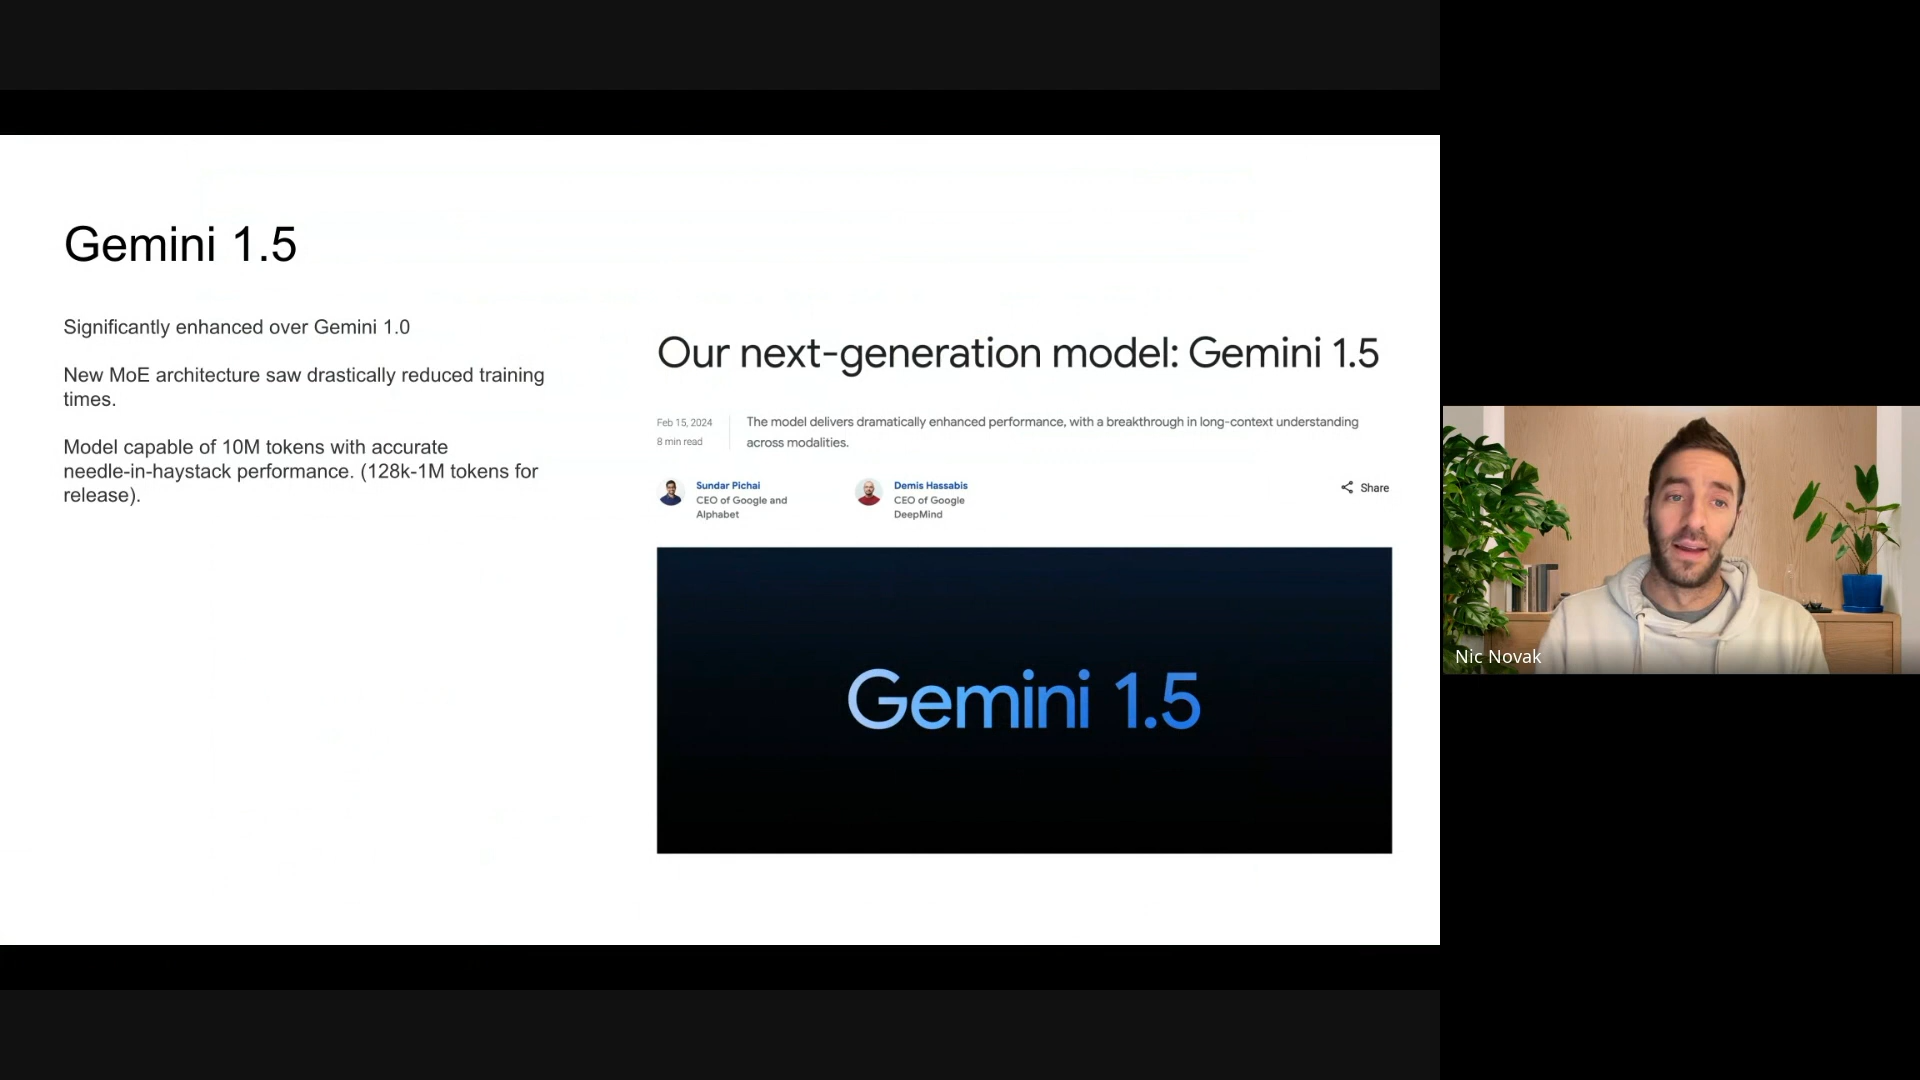 Gemini 1.5
Significantly enhanced over Gemini 1.0
New MoE architecture saw drastically reduced training
times.
Model capable of 10M tokens with accurate
needle-in-haystack performance. (128k-1M tokens for
release).
Our next-generation model: Gemini 1.5
Feb 15, 2024
8 min read
The model delivers dramatically enhanced performance, with a breakthrough in long-context understanding
across modalities.
Sundar Pichai
CEO of Google and
Alphabet
Demis Hassabis
CEO of Google
DeepMind
Share
Gemini 1.5
Nic Novak